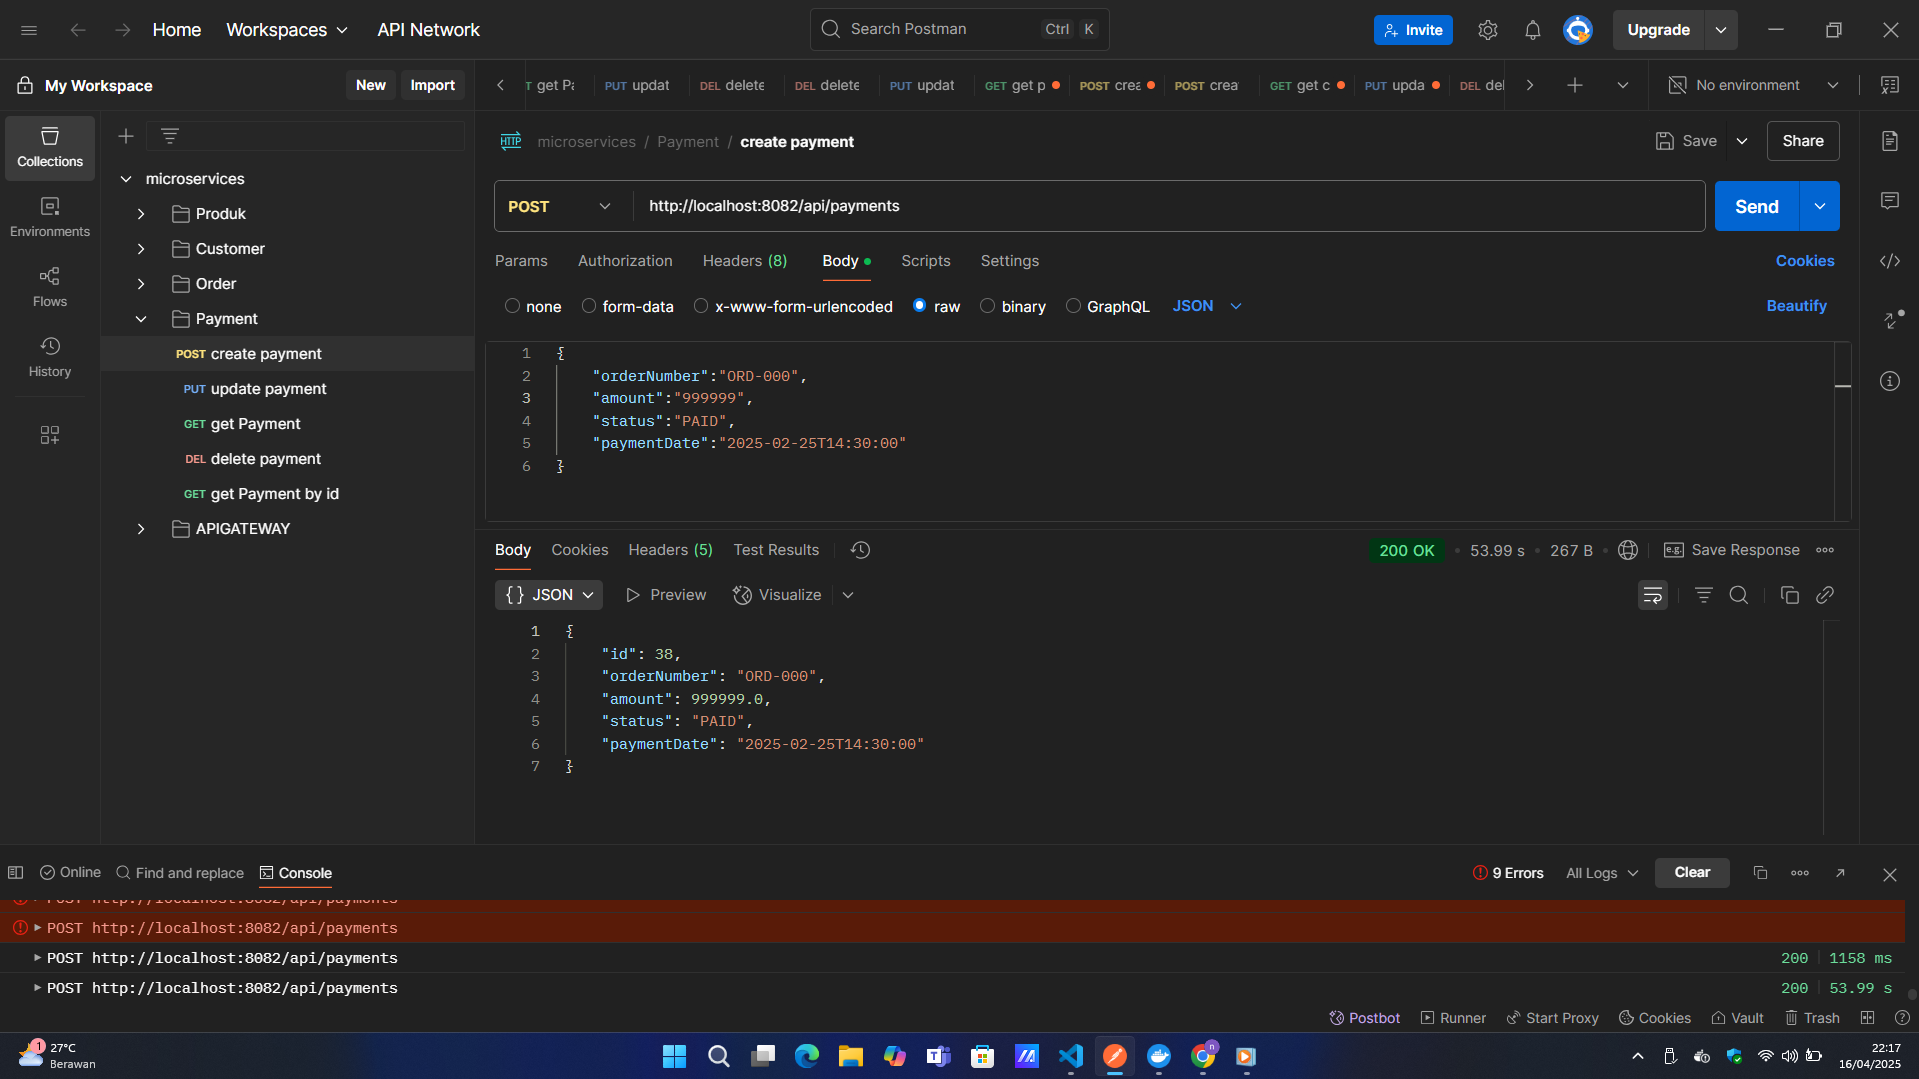 Home Workspaces API Network Search Postman Ctrl K Invite Upgrade
My Workspace New Import
T get Pa PUT updat DEL delete DEL delete PUT updat GET get p POST crea POST crea GET get c PUT upda DEL del No environment
Collections
Environments
Flows
History
microservices
Produk
Customer
Order
Payment
POST create payment
PUT update payment
GET get Payment
DEL delete payment
GET get Payment by id
APIGATEWAY
HTTP microservices / Payment / create payment Save Share
POST http://localhost:8082/api/payments Send
Params Authorization Headers (8) Body Scripts Settings Cookies
none form-data x-www-form-urlencoded raw binary GraphQL JSON Beautify
1 {
2 "orderNumber":"ORD-000",
3 "amount":"999999",
4 "status":"PAID",
5 "paymentDate":"2025-02-25T14:30:00"
6 }
Body Cookies Headers (5) Test Results 200 OK 53.99 s 267 B e.g. Save Response
{} JSON Preview Visualize
1 {
2 "id": 38,
3 "orderNumber": "ORD-000",
4 "amount": 999999.0,
5 "status": "PAID",
6 "paymentDate": "2025-02-25T14:30:00"
7 }
Online Find and replace Console 9 Errors All Logs Clear
POST http://localhost:8082/api/payments
POST http://localhost:8082/api/payments
POST http://localhost:8082/api/payments 200 1158 ms
POST http://localhost:8082/api/payments 200 53.99 s
Postbot Runner Start Proxy Cookies Vault Trash
1 27°C
Berawan
n
22:17
16/04/2025